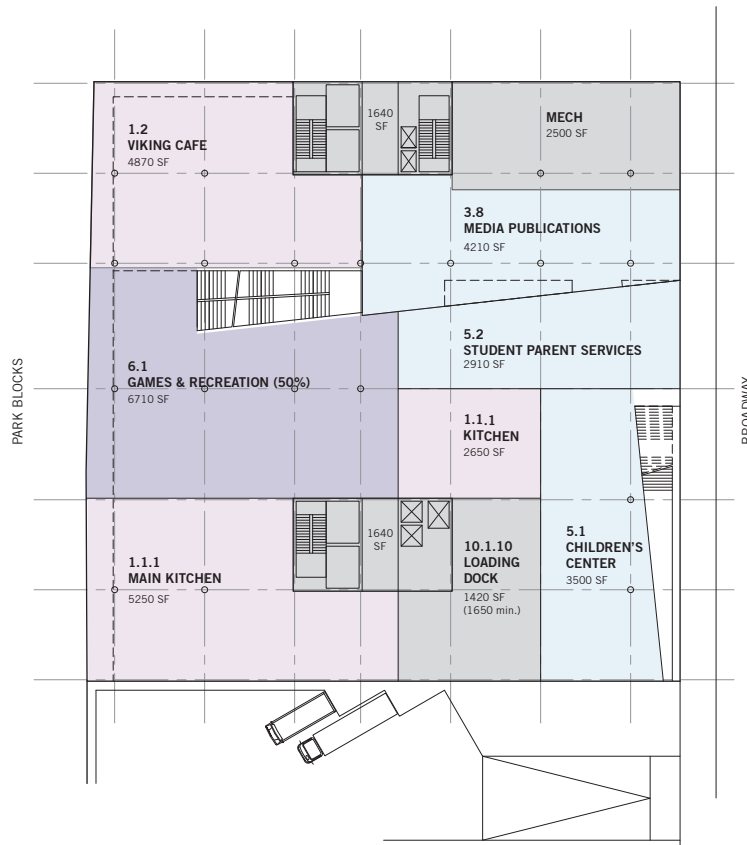 1.2
VIKING CAFE
4870 SF
1640
SF
MECH
2500 SF
3.8
MEDIA PUBLICATIONS
4210 SF
5.2
STUDENT PARENT SERVICES
2910 SF
6.1
GAMES & RECREATION (50%)
6710 SF
PARK BLOCKS
BROADWAY
1.1.1
KITCHEN
2650 SF
1.1.1
MAIN KITCHEN
5250 SF
1640
SF
10.1.10
LOADING
DOCK
1420 SF
(1650 min.)
5.1
CHILDREN'S
CENTER
3500 SF